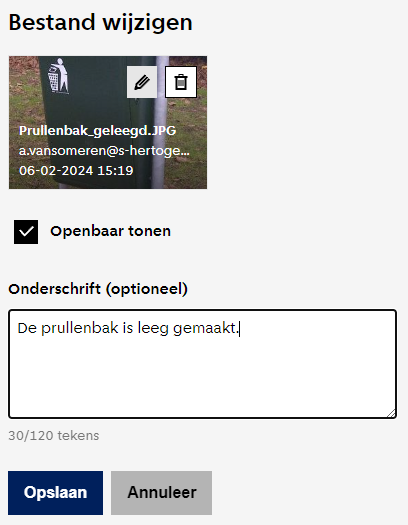 Bestand wijzigen
Prullenbak_geleegd.JPG
a.vansomeren@s-hertoge...
06-02-2024 15:19
Openbaar tonen
Onderschrift (optioneel)
De prullenbak is leeg gemaakt.
30/120 tekens
Opslaan
Annuleer